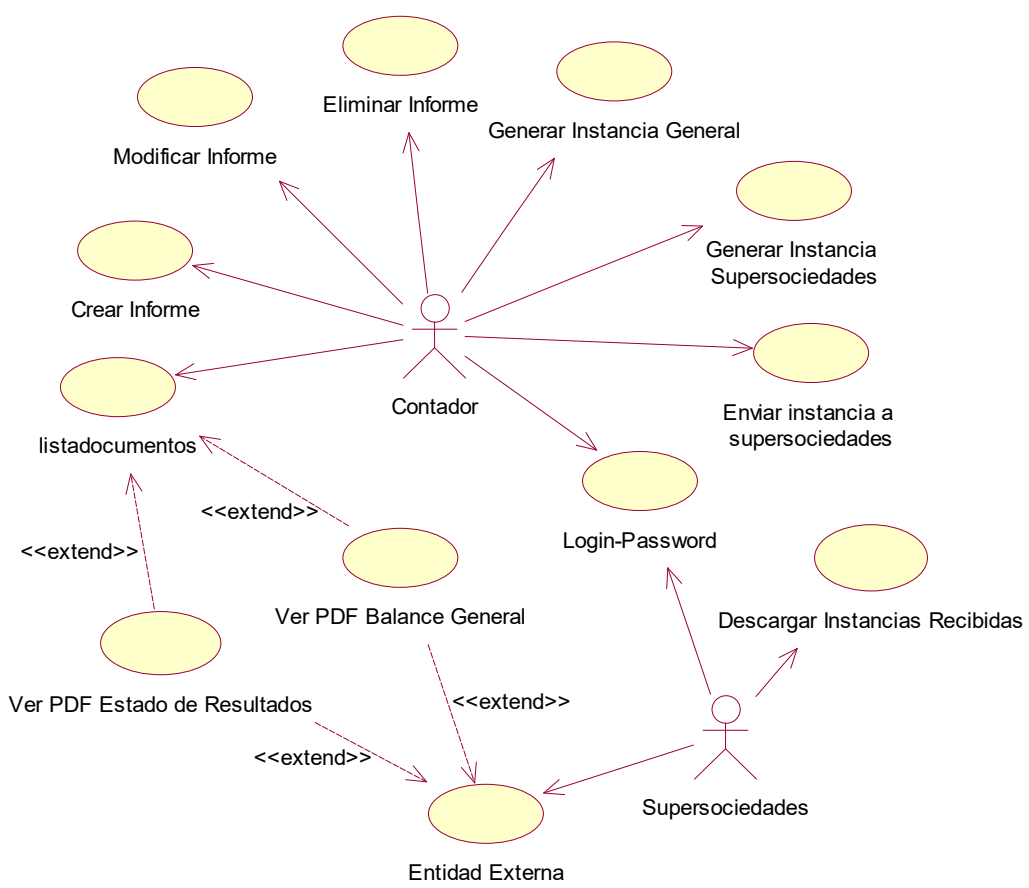 Eliminar Informe
Generar Instancia General
Modificar Informe
Generar Instancia
Supersociedades
Crear Informe
Contador
Enviar instancia a
supersociedades
listadocumentos
<<extend>>
<<extend>>
Login-Password
Ver PDF Balance General
Descargar Instancias Recibidas
Ver PDF Estado de Resultados
<<extend>>
<<extend>>
Supersociedades
Entidad Externa